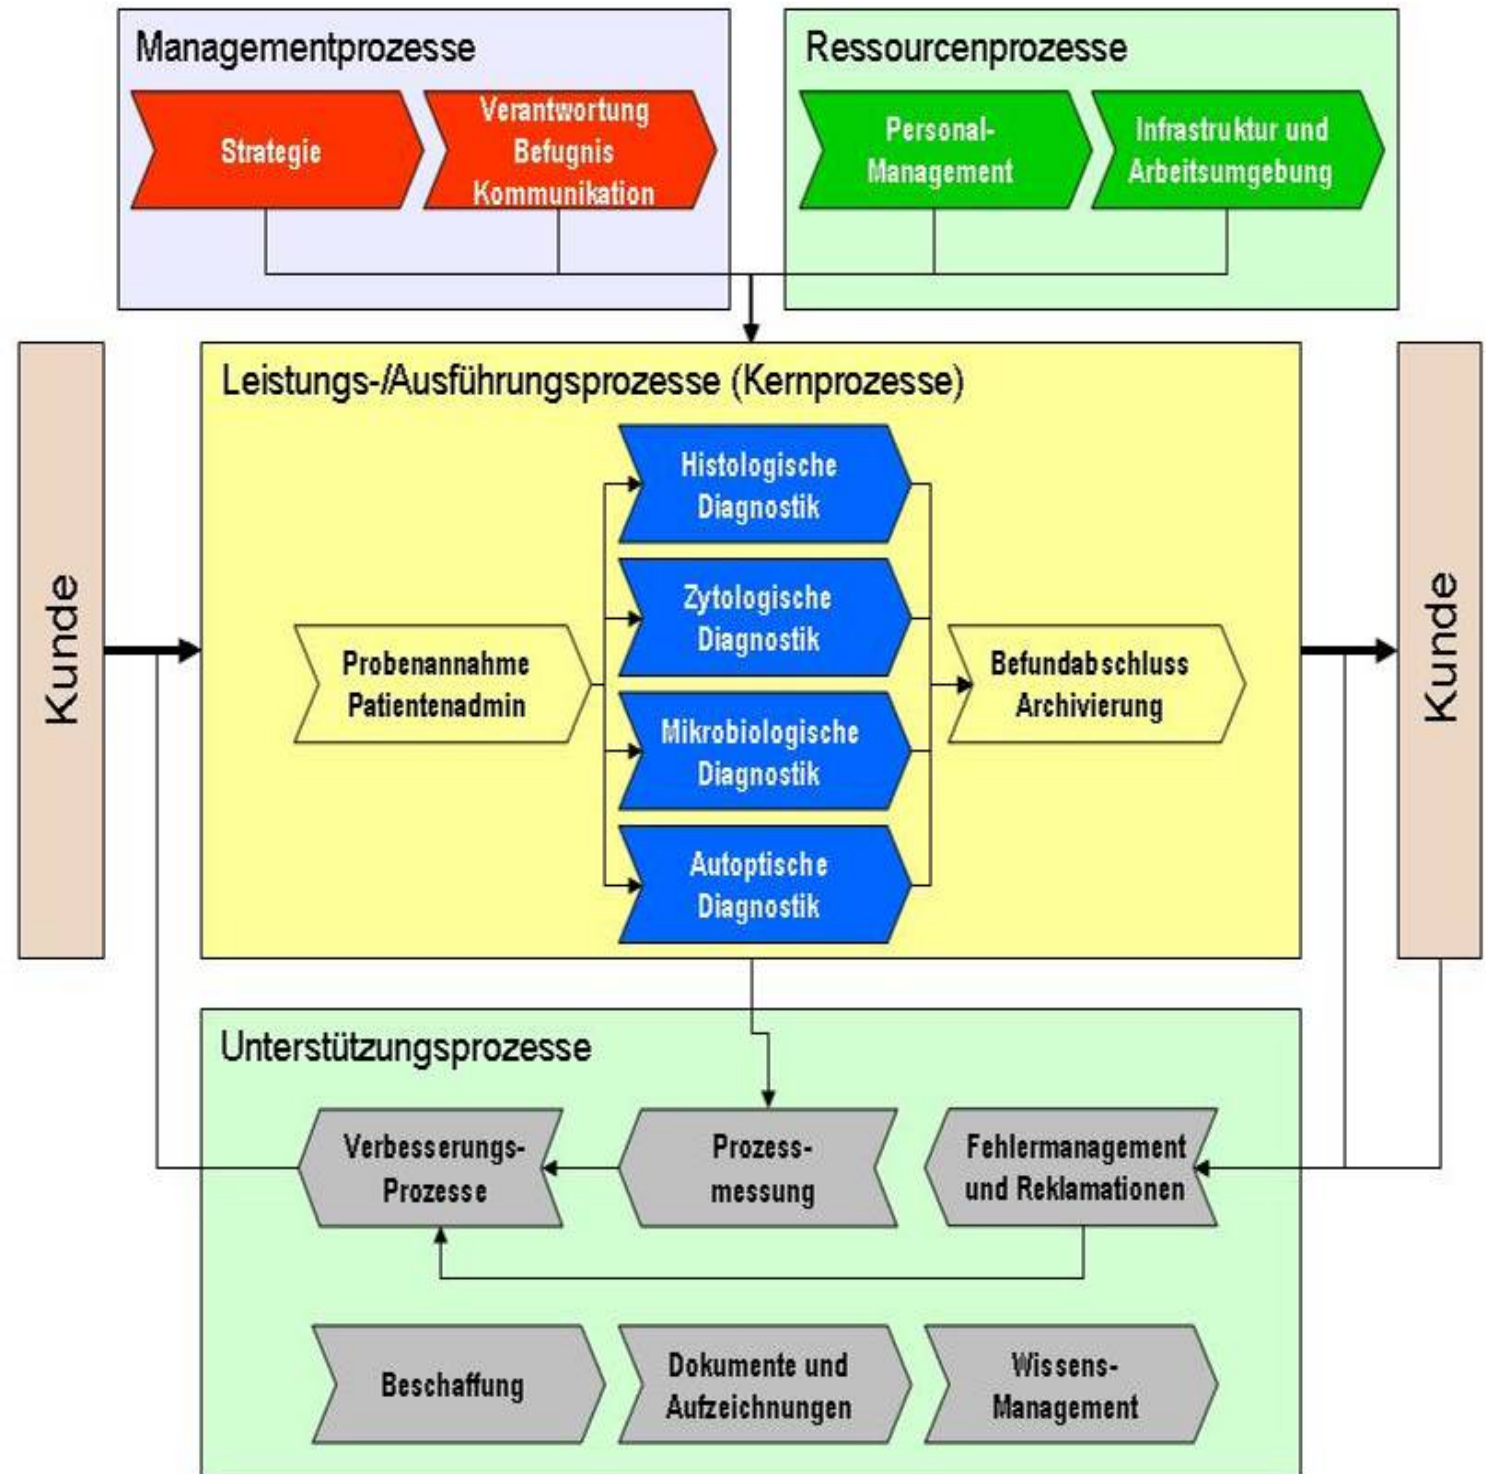 Managementprozesse
Strategie
Verantwortung
Befugnis
Kommunikation
Ressourcenprozesse
Personal-
Management
Infrastruktur und
Arbeitsumgebung
Kunde
Leistungs-/Ausführungsprozesse (Kernprozesse)
Probenannahme
Patientenadmin
Histologische
Diagnostik
Zytologische
Diagnostik
Mikrobiologische
Diagnostik
Autoptische
Diagnostik
Befundabschluss
Archivierung
Kunde
Unterstützungsprozesse
Verbesserungs-
Prozesse
Prozess-
messung
Fehlermanagement
und Reklamationen
Beschaffung
Dokumente und
Aufzeichnungen
Wissens-
Management